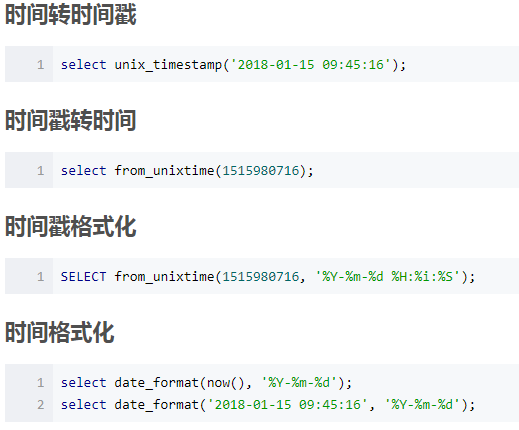 时间转时间戳
1 select unix_timestamp('2018-01-15 09:45:16');
时间戳转时间
1 select from_unixtime(1515980716);
时间戳格式化
1 SELECT from_unixtime(1515980716, '%Y-%m-%d %H:%i:%S');
时间格式化
1 select date_format(now(), '%Y-%m-%d');
2 select date_format('2018-01-15 09:45:16', '%Y-%m-%d');